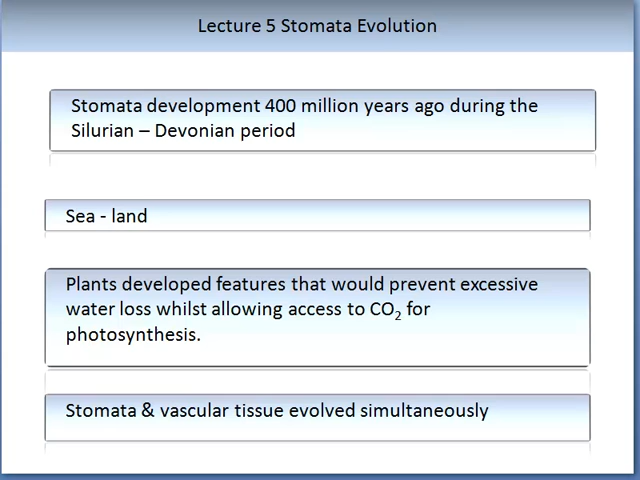 Lecture 5 Stomata Evolution
Stomata development 400 million years ago during the
Silurian – Devonian period
Sea - land
Plants developed features that would prevent excessive
water loss whilst allowing access to CO₂ for
photosynthesis.
Stomata & vascular tissue evolved simultaneously